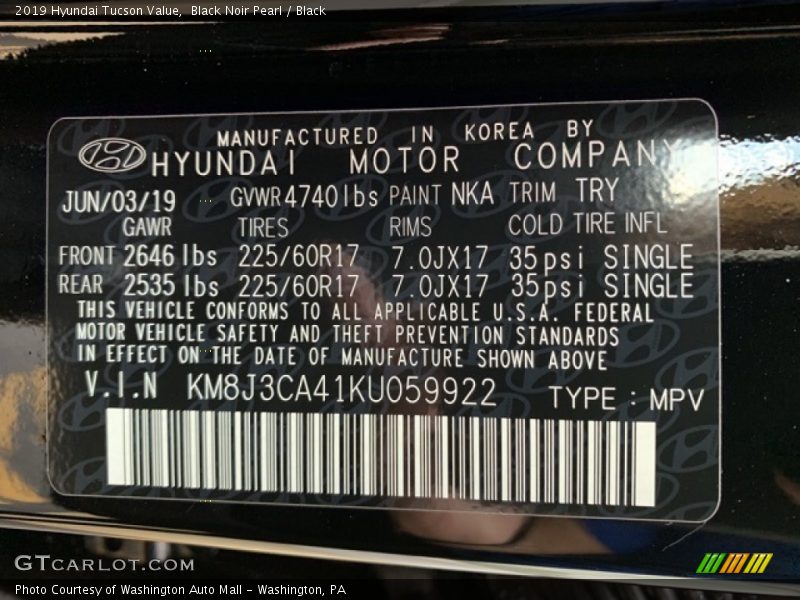 2019 Hyundai Tucson Value, Black Noir Pearl / Black
MANUFACTURED IN KOREA BY
HYUNDAI MOTOR COMPANY
JUN/03/19 GVWR 4740lbs PAINT NKA TRIM TRY
GAWR TIRES RIMS COLD TIRE INFL
FRONT 2646 lbs 225/60R17 7.0JX17 35psi SINGLE
REAR 2535 lbs 225/60R17 7.0JX17 35psi SINGLE
THIS VEHICLE CONFORMS TO ALL APPLICABLE U.S.A. FEDERAL
MOTOR VEHICLE SAFETY AND THEFT PREVENTION STANDARDS
IN EFFECT ON THE DATE OF MANUFACTURE SHOWN ABOVE
V.I.N KM8J3CA41KU059922 TYPE : MPV
GTCARLOT.COM
Photo Courtesy of Washington Auto Mall - Washington, PA